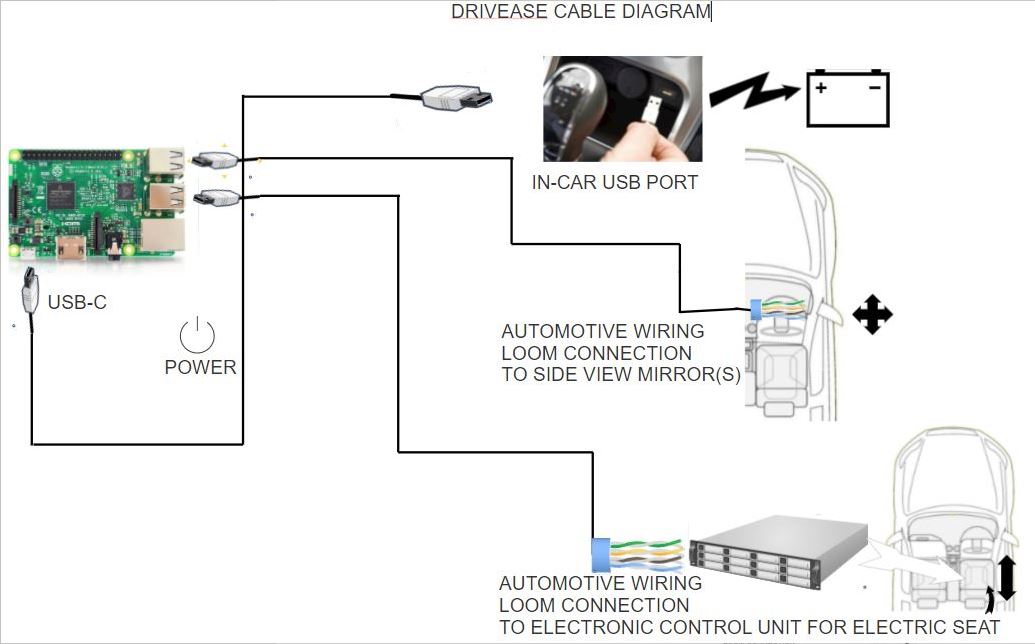 DRIVEASE CABLE DIAGRAM
+ −
IN-CAR USB PORT
USB-C
POWER
AUTOMOTIVE WIRING
LOOM CONNECTION
TO SIDE VIEW MIRROR(S)
AUTOMOTIVE WIRING
LOOM CONNECTION
TO ELECTRONIC CONTROL UNIT FOR ELECTRIC SEAT
HDMI